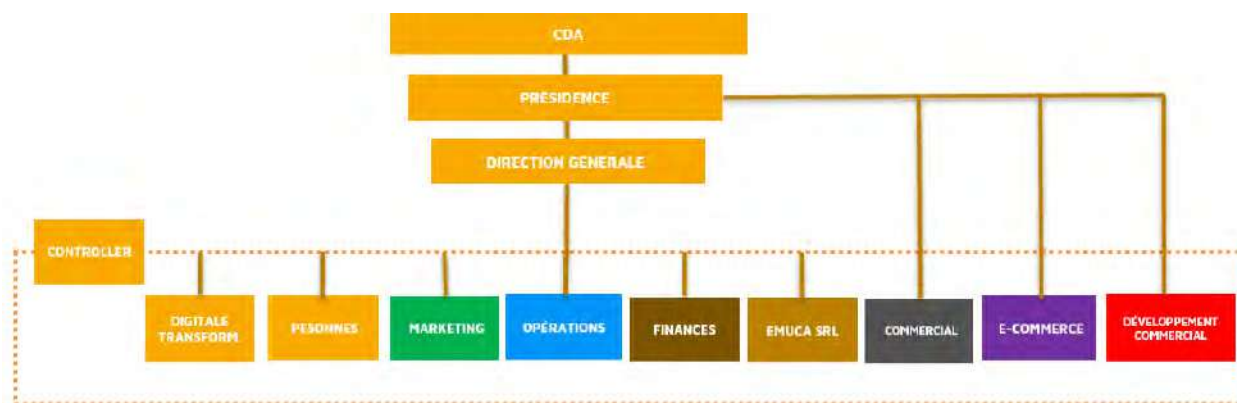 CDA
PRÉSIDENCE
DIRECTION GENERALE
CONTROLLER
DIGITALE
TRANSFORM
PESONNES
MARKETING
OPÉRATIONS
FINANCES
EMUCA SRL
COMMERCIAL
E-COMMERCE
DÉVELOPPEMENT
COMMERCIAL